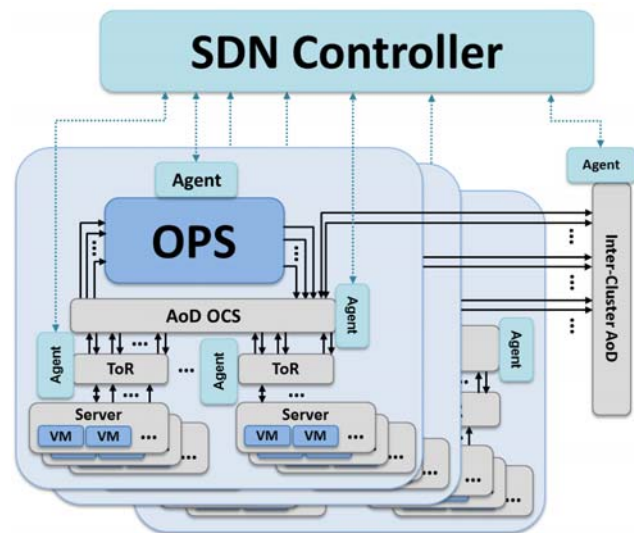 SDN Controller
Agent
Agent
OPS
Inter-Cluster AoD
AoD OCS
Agent
Agent
ToR
...
Agent
ToR
Agent
Server
VM VM ...
Server
VM VM ...